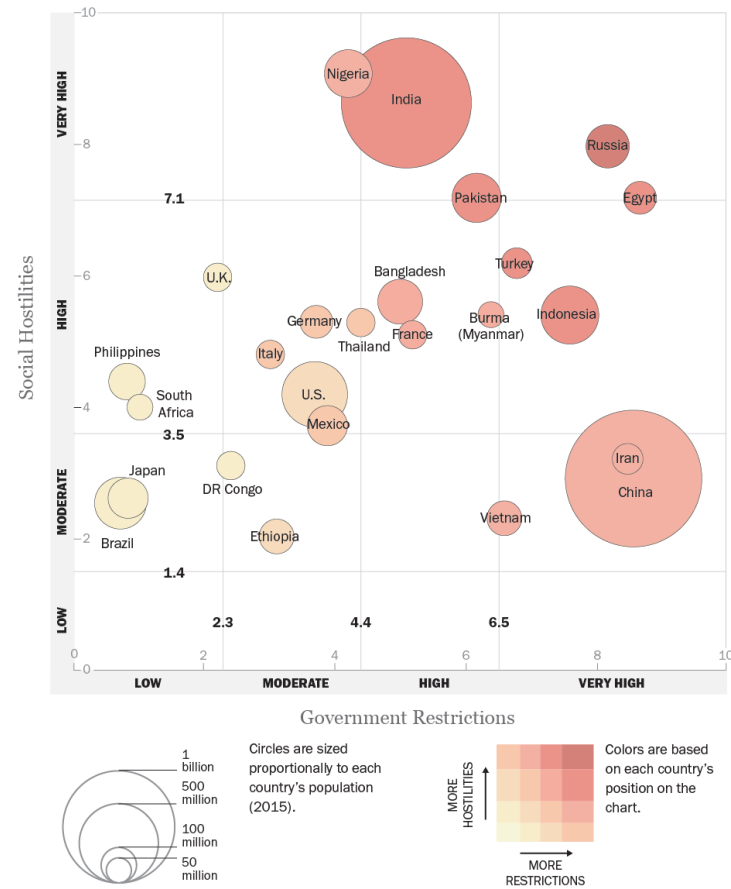 10
VERY HIGH
Nigeria
India
8
Russia
7.1
Pakistan
Egypt
Social Hostilities
6
U.K.
Turkey
Bangladesh
HIGH
Germany
Thailand
France
Burma
(Myanmar)
Indonesia
Italy
Philippines
South
Africa
U.S.
4
3.5
Mexico
MODERATE
Japan
Brazil
DR Congo
Iran
China
Vietnam
2
Ethiopia
1.4
LOW
2.3
4.4
6.5
0
0 2 4 6 8 10
LOW MODERATE HIGH VERY HIGH
Government Restrictions
1
billion
500
million
100
million
50
million
Circles are sized
proportionally to each
country's population
(2015).
MORE
HOSTILITIES
MORE
RESTRICTIONS
Colors are based
on each country's
position on the
chart.